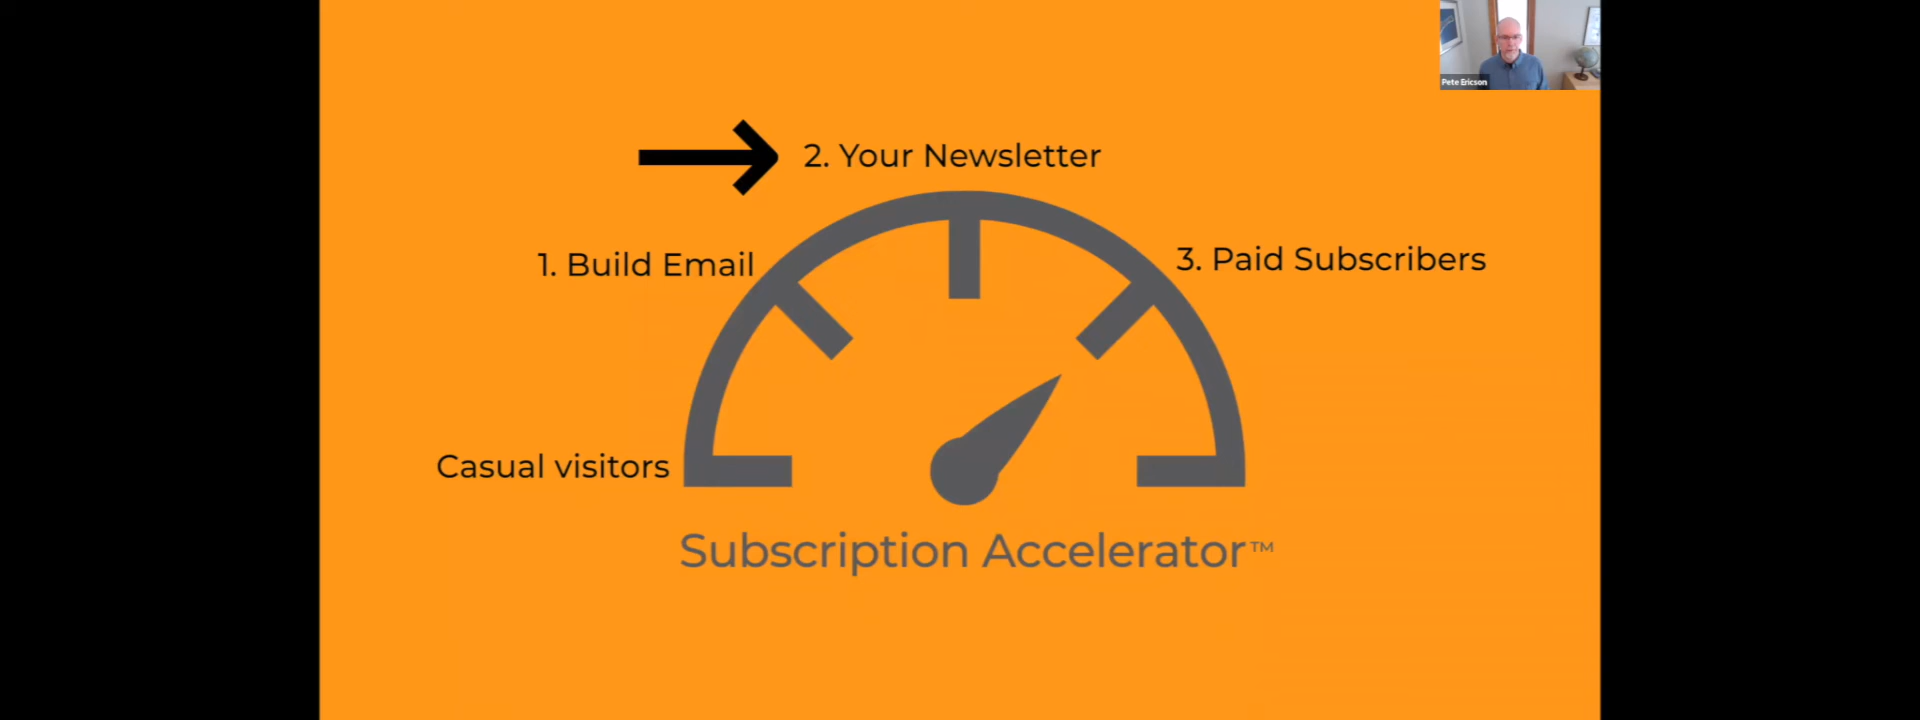 Pete Ericson
2. Your Newsletter
1. Build Email
3. Paid Subscribers
Casual visitors
Subscription Accelerator™